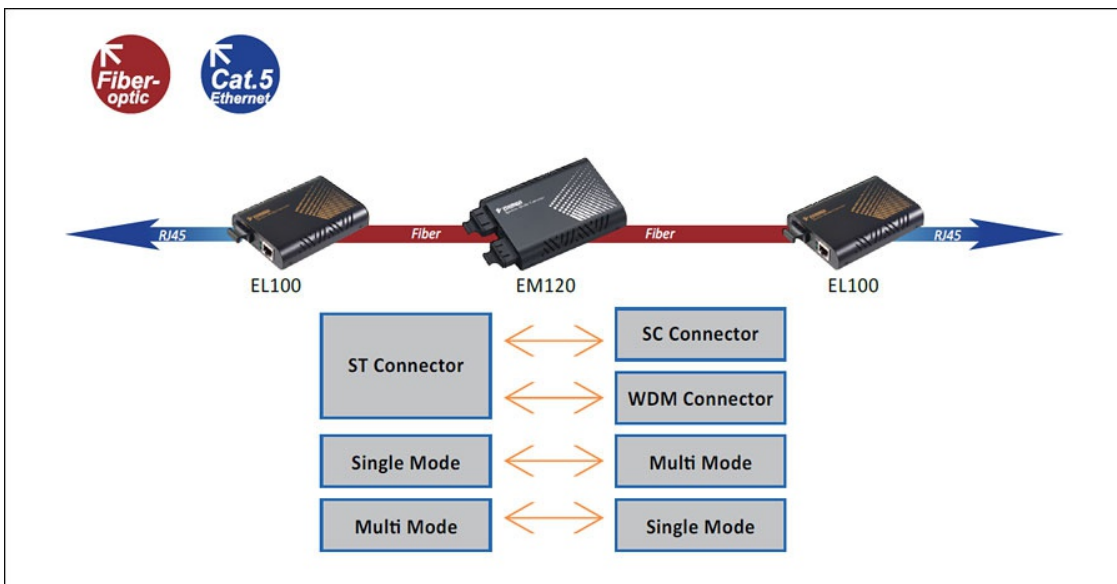 Fiber-
optic
Cat.5
Ethernet
RJ45
Fiber
Fiber
RJ45
EL100
EM120
EL100
ST Connector
SC Connector
WDM Connector
Single Mode
Multi Mode
Multi Mode
Single Mode